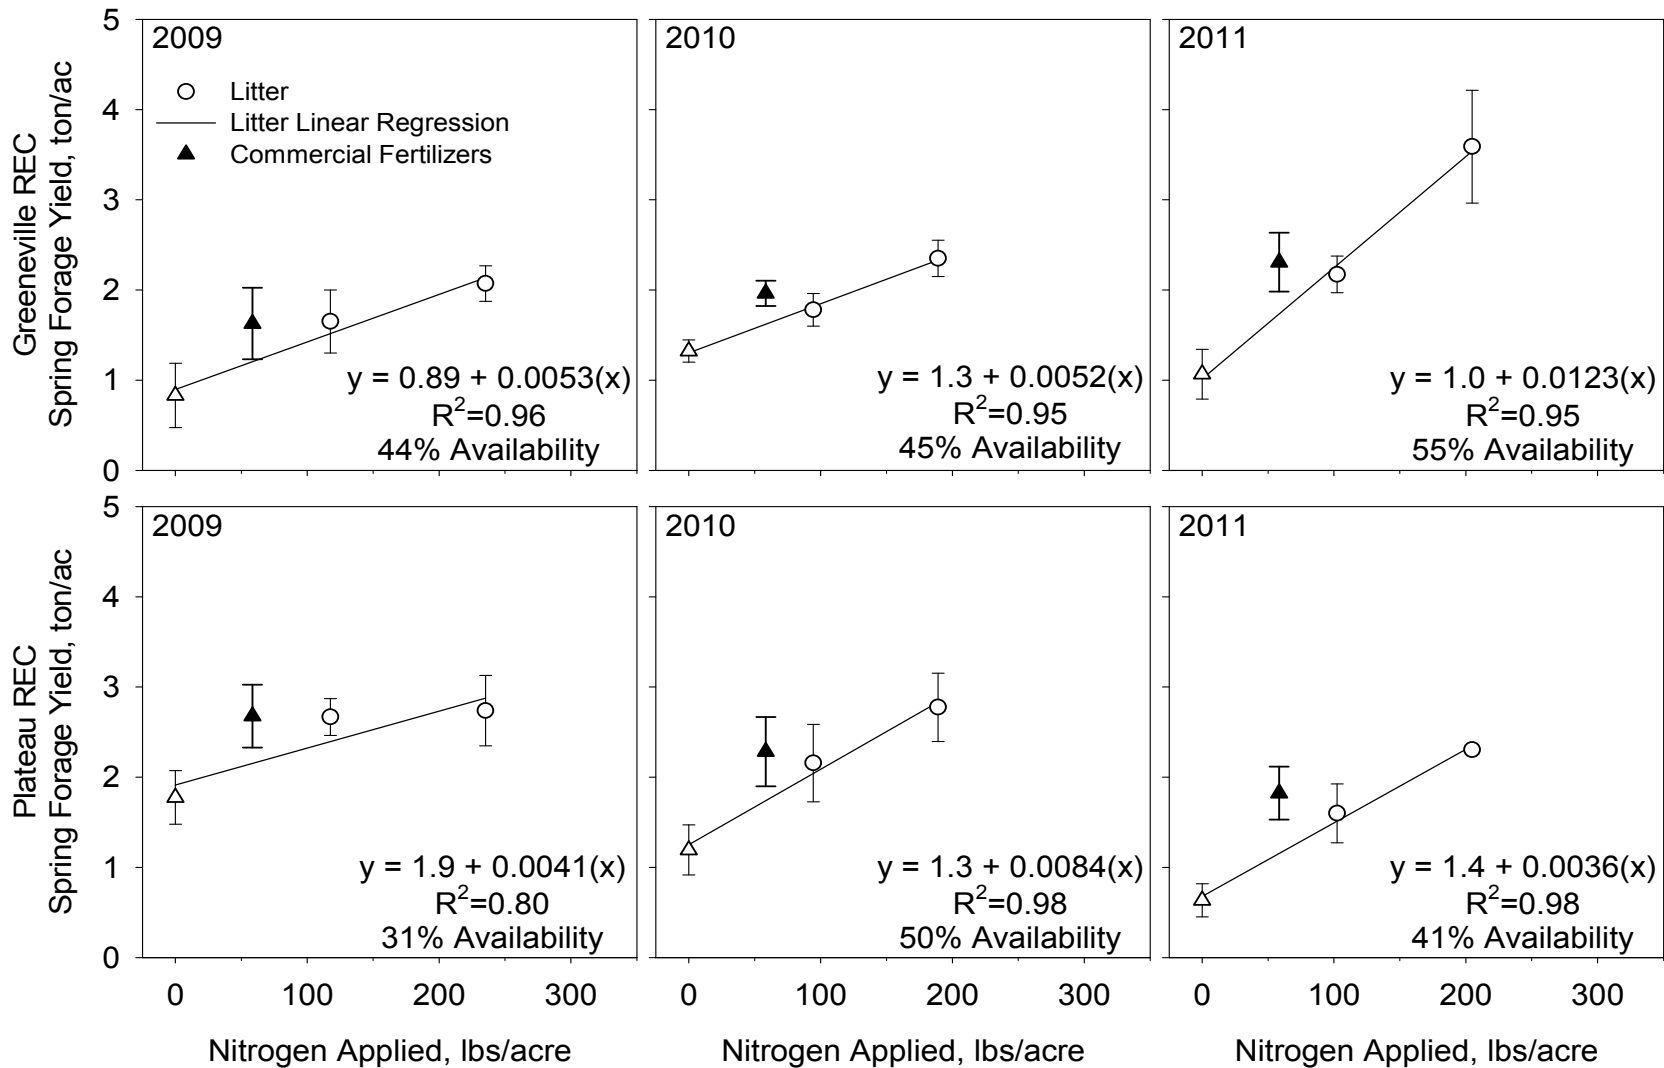 Greeneville REC
Spring Forage Yield, ton/ac
5
4
3
2
1
0
2009
Litter
Litter Linear Regression
Commercial Fertilizers
y = 0.89 + 0.0053(x)
R²=0.96
44% Availability
2010
y = 1.3 + 0.0052(x)
R²=0.95
45% Availability
2011
y = 1.0 + 0.0123(x)
R²=0.95
55% Availability
Plateau REC
Spring Forage Yield, ton/ac
5
4
3
2
1
0
2009
y = 1.9 + 0.0041(x)
R²=0.80
31% Availability
2010
y = 1.3 + 0.0084(x)
R²=0.98
50% Availability
2011
y = 1.4 + 0.0036(x)
R²=0.98
41% Availability
0 100 200 300
0 100 200 300
0 100 200 300
Nitrogen Applied, lbs/acre
Nitrogen Applied, lbs/acre
Nitrogen Applied, lbs/acre